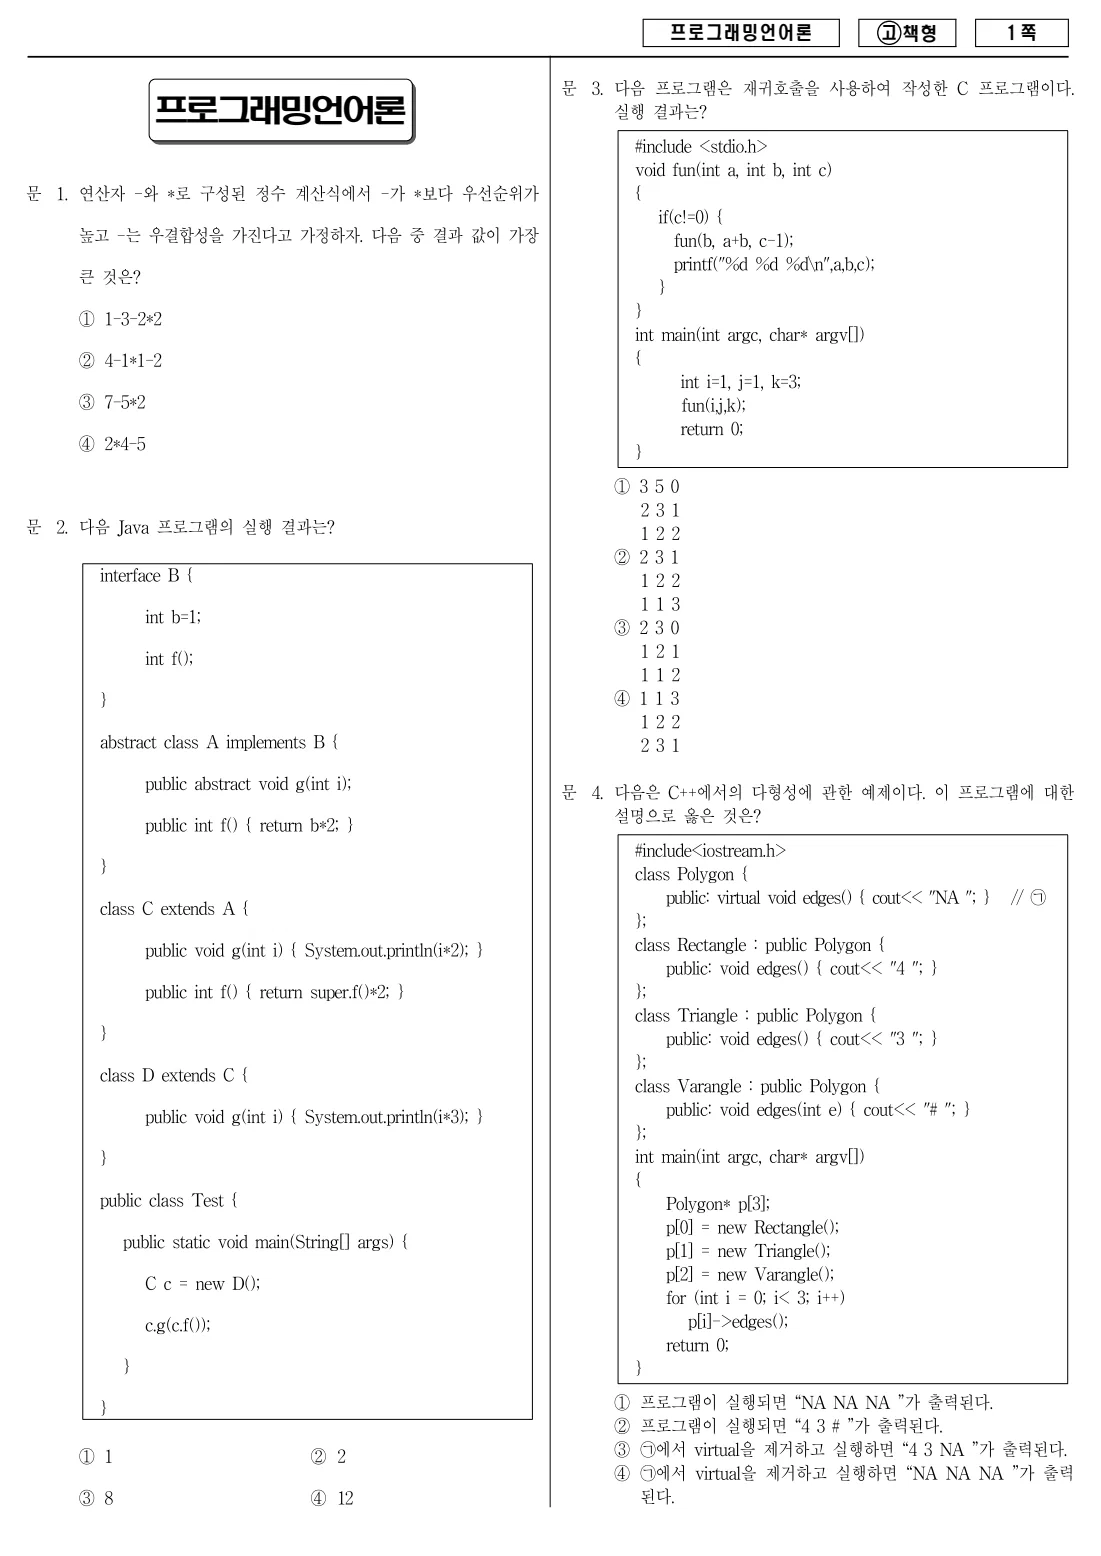 프로그래밍언어론
고책형
1쪽
프로그래밍언어론
문 1. 연산자 -와 *로 구성된 정수 계산식에서 -가 *보다 우선순위가
높고 -는 우결합성을 가진다고 가정하자. 다음 중 결과 값이 가장
큰 것은?
① 1-3-2*2
② 4-1*1-2
③ 7-5*2
④ 2*4-5
문 2. 다음 Java 프로그램의 실행 결과는?
interface B {
int b=1;
int f();
}
abstract class A implements B {
public abstract void g(int i);
public int f() { return b*2; }
}
class C extends A {
public void g(int i) { System.out.println(i*2); }
public int f() { return super.f()*2; }
}
class D extends C {
public void g(int i) { System.out.println(i*3); }
}
public class Test {
public static void main(String[] args) {
C c = new D();
c.g(c.f());
}
}
① 1 ② 2
③ 8 ④ 12
문 3. 다음 프로그램은 재귀호출을 사용하여 작성한 C 프로그램이다.
실행 결과는?
#include <stdio.h>
void fun(int a, int b, int c)
{
if(c!=0) {
fun(b, a+b, c-1);
printf("%d %d %d\n",a,b,c);
}
}
int main(int argc, char* argv[])
{
int i=1, j=1, k=3;
fun(i,j,k);
return 0;
}
① 3 5 0
2 3 1
1 2 2
② 2 3 1
1 2 2
1 1 3
③ 2 3 0
1 2 1
1 1 2
④ 1 1 3
1 2 2
2 3 1
문 4. 다음은 C++에서의 다형성에 관한 예제이다. 이 프로그램에 대한
설명으로 옳은 것은?
#include<iostream.h>
class Polygon {
public: virtual void edges() { cout<< "NA "; } // ㉠
};
class Rectangle : public Polygon {
public: void edges() { cout<< "4 "; }
};
class Triangle : public Polygon {
public: void edges() { cout<< "3 "; }
};
class Varangle : public Polygon {
public: void edges(int e) { cout<< "# "; }
};
int main(int argc, char* argv[])
{
Polygon* p[3];
p[0] = new Rectangle();
p[1] = new Triangle();
p[2] = new Varangle();
for (int i = 0; i< 3; i++)
p[i]->edges();
return 0;
}
① 프로그램이 실행되면 “NA NA NA ”가 출력된다.
② 프로그램이 실행되면 “4 3 # ”가 출력된다.
③ ㉠에서 virtual을 제거하고 실행하면 “4 3 NA ”가 출력된다.
④ ㉠에서 virtual을 제거하고 실행하면 “NA NA NA ”가 출력
된다.